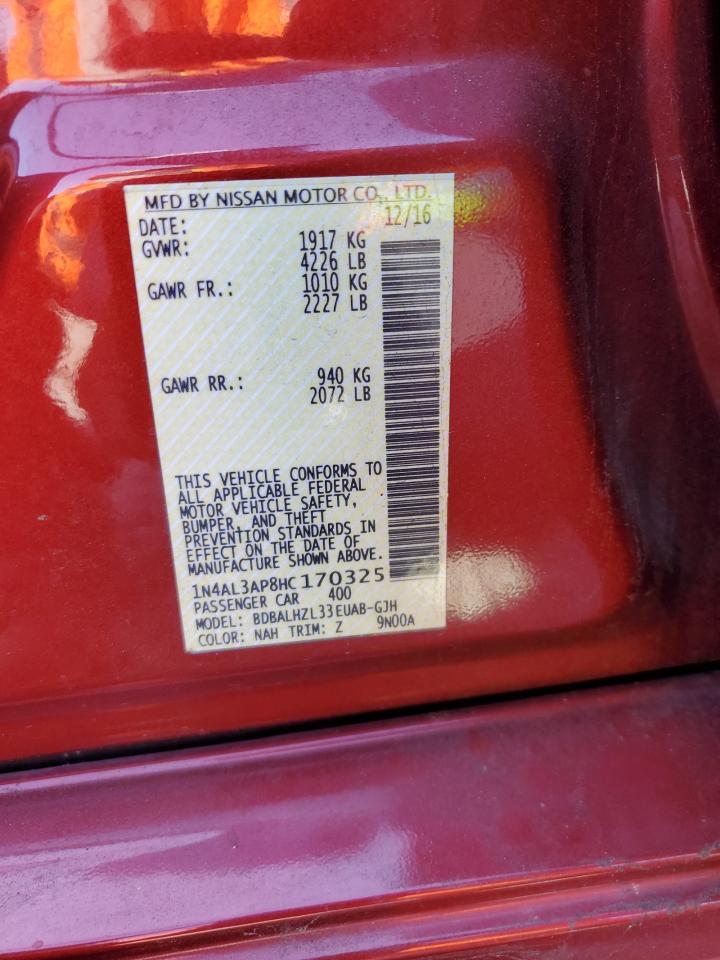 MFD BY NISSAN MOTOR CO., LTD.
DATE: 12/16
GVWR: 1917 KG
4226 LB
GAWR FR.: 1010 KG
2227 LB
GAWR RR.: 940 KG
2072 LB
THIS VEHICLE CONFORMS TO
ALL APPLICABLE FEDERAL
MOTOR VEHICLE SAFETY,
BUMPER, AND THEFT
PREVENTION STANDARDS IN
EFFECT ON THE DATE OF
MANUFACTURE SHOWN ABOVE.
1N4AL3AP8HC170325
PASSENGER CAR 400
MODEL: BDBALHZL33EUAB-GJH
COLOR: NAH TRIM: Z 9N00A